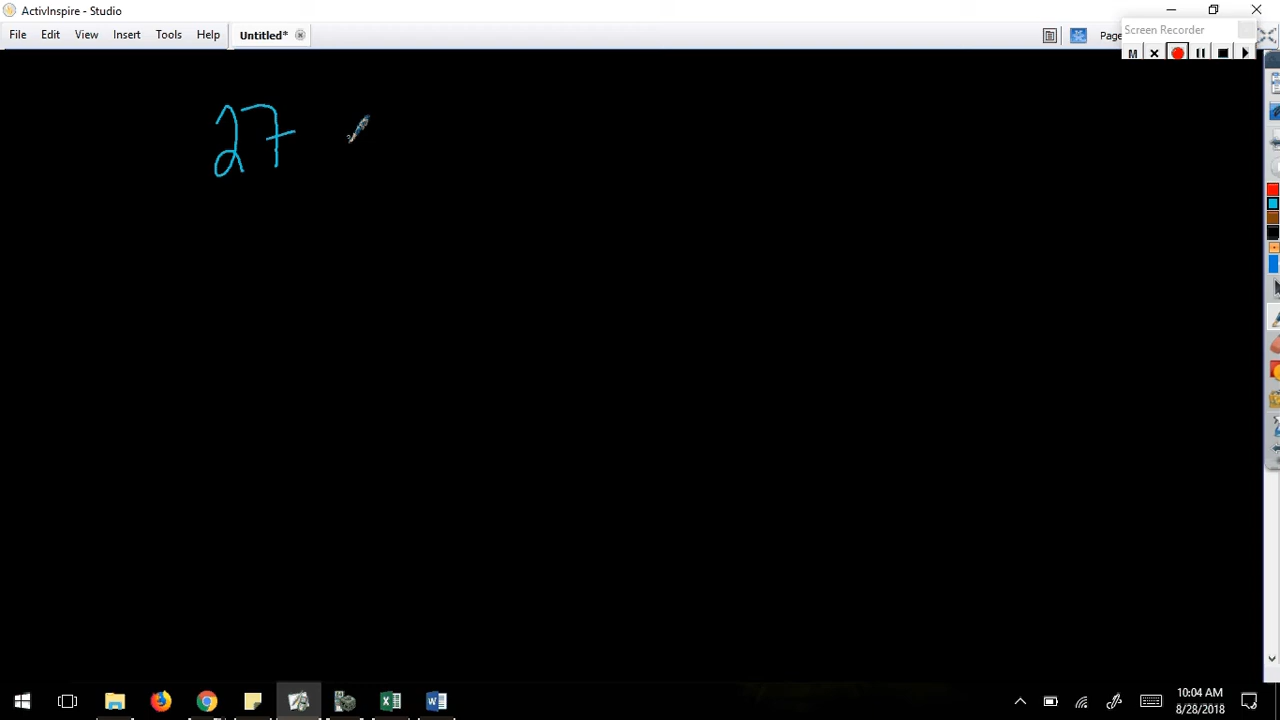 ActivInspire - Studio
File Edit View Insert Tools Help Untitled* Page
Screen Recorder
M
27
10:04 AM
8/28/2018